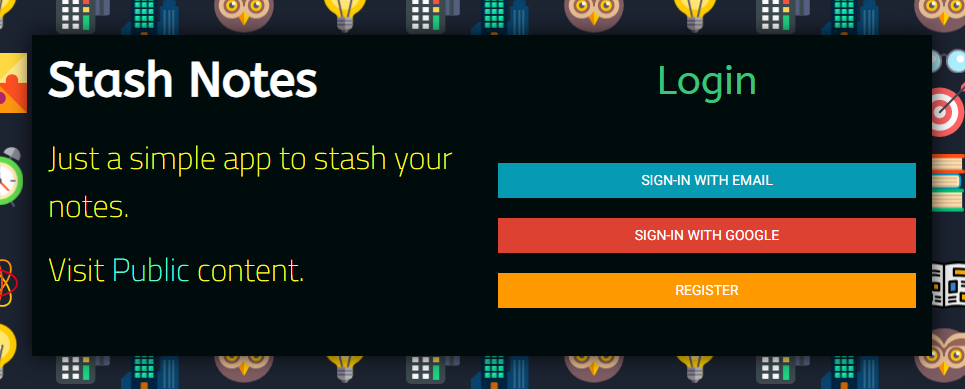 Stash Notes
Just a simple app to stash your
notes.
Visit Public content.
Login
SIGN-IN WITH EMAIL
SIGN-IN WITH GOOGLE
REGISTER